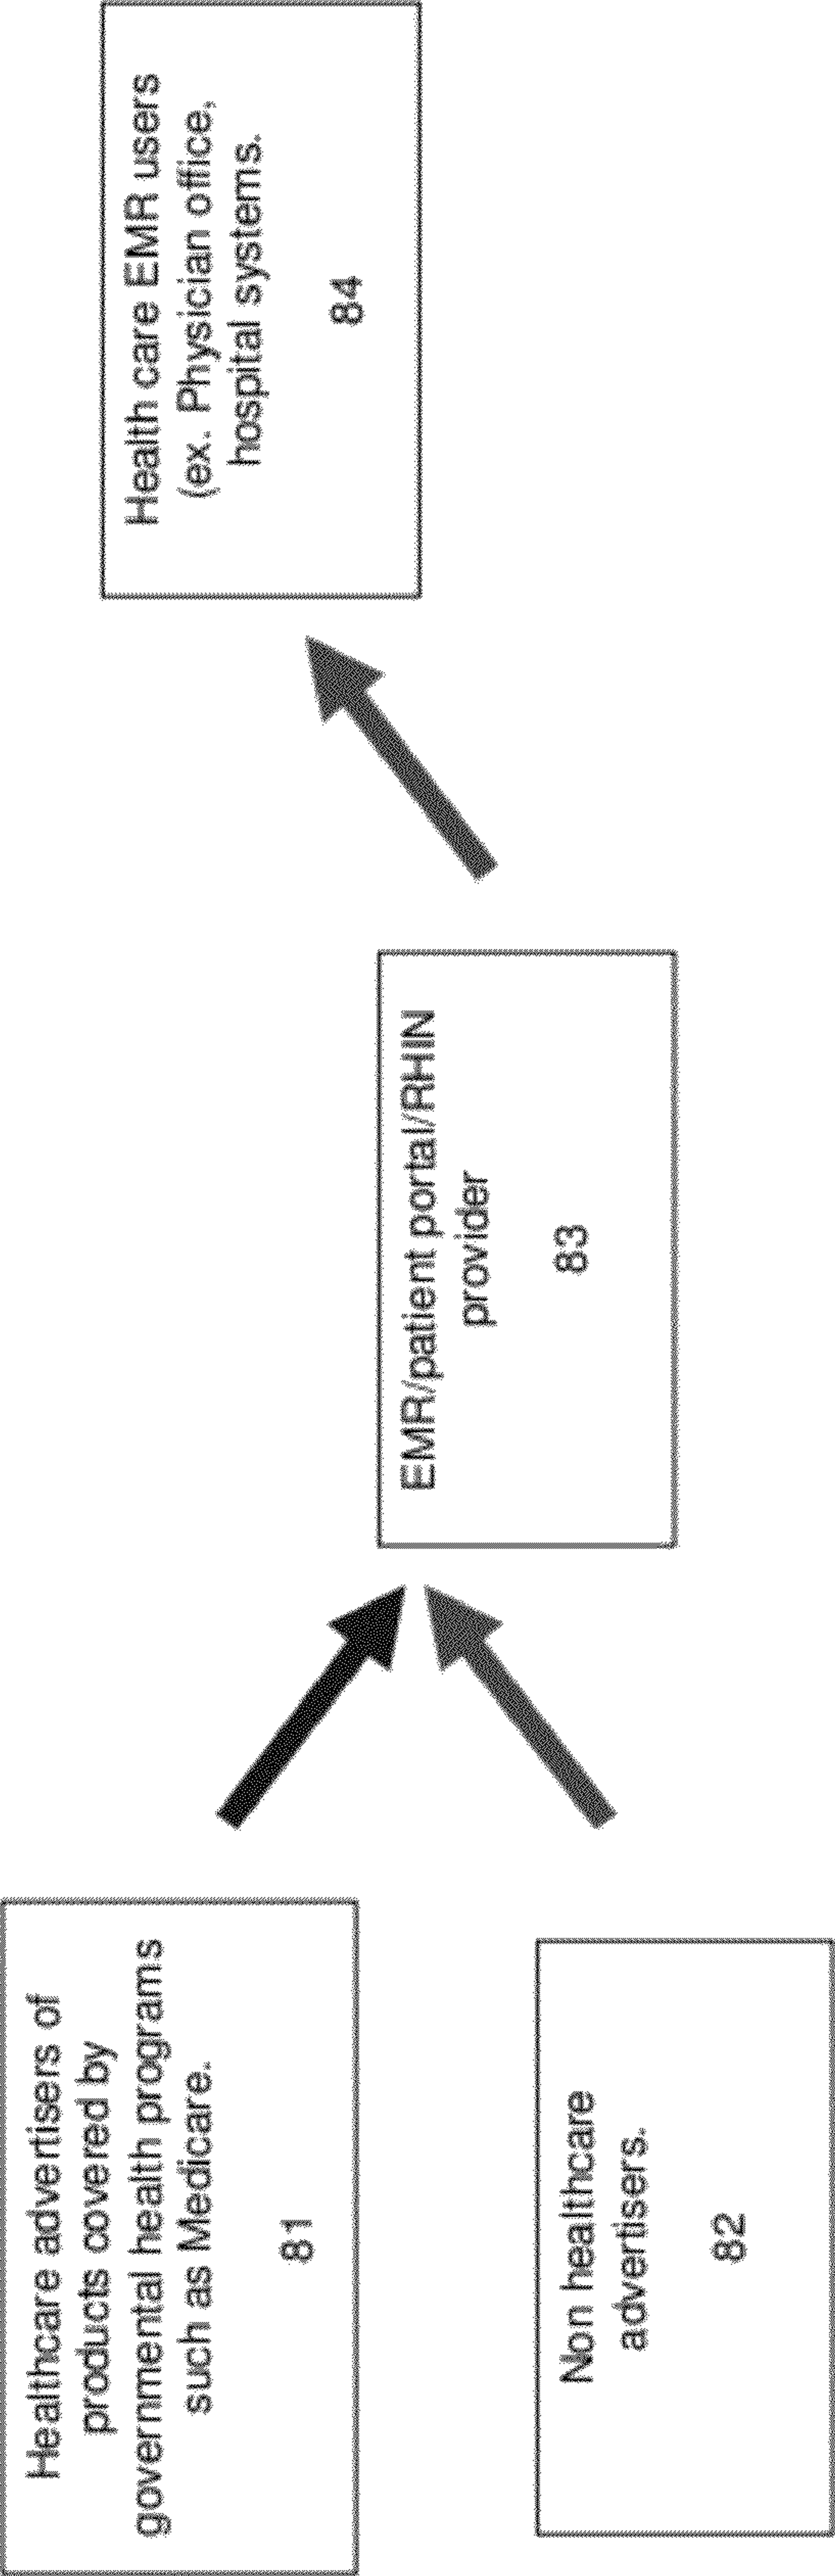 Healthcare advertisers of
products covered by
governmental health programs
such as Medicare.
81
Non healthcare
advertisers.
82
EMR/patient portal/RHIN
provider
83
Health care EMR users
(ex. Physician office,
hospital systems.
84